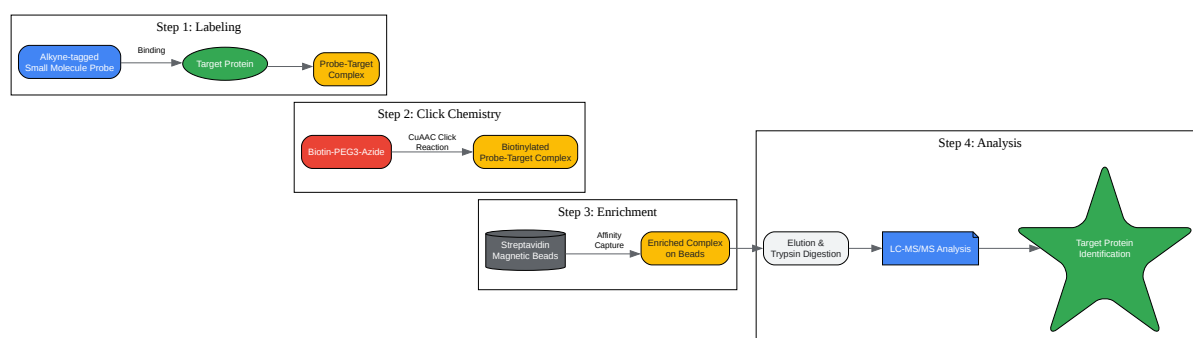 Step 1: Labeling
Alkyne-tagged
Small Molecule Probe
Binding
Target Protein
Probe-Target
Complex
Step 2: Click Chemistry
Biotin-PEG3-Azide
CuAAC Click
Reaction
Biotinylated
Probe-Target Complex
Step 3: Enrichment
Streptavidin
Magnetic Beads
Affinity
Capture
Enriched Complex
on Beads
Step 4: Analysis
Elution &
Trypsin Digestion
LC-MS/MS Analysis
Target Protein
Identification